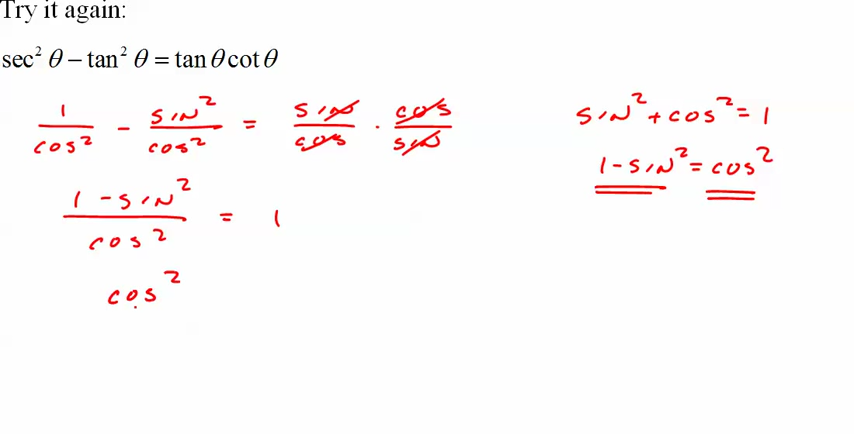 Try it again:
sec² θ − tan² θ = tan θ cot θ
1/cos² − sin²/cos² = sin/cos · cos/sin
sin² + cos² = 1
1 − sin² = cos²
(1 − sin²)/cos² = 1
cos²